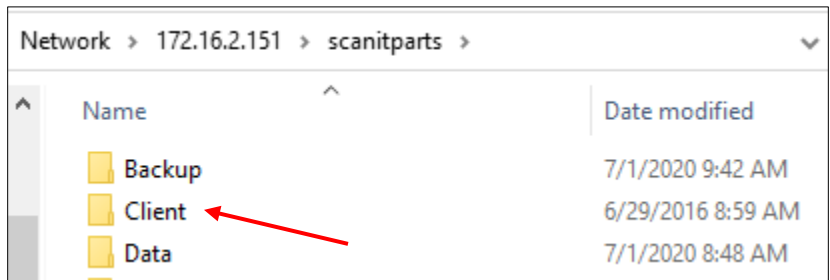 Network > 172.16.2.151 > scanitparts >
Name Date modified
Backup 7/1/2020 9:42 AM
Client 6/29/2016 8:59 AM
Data 7/1/2020 8:48 AM